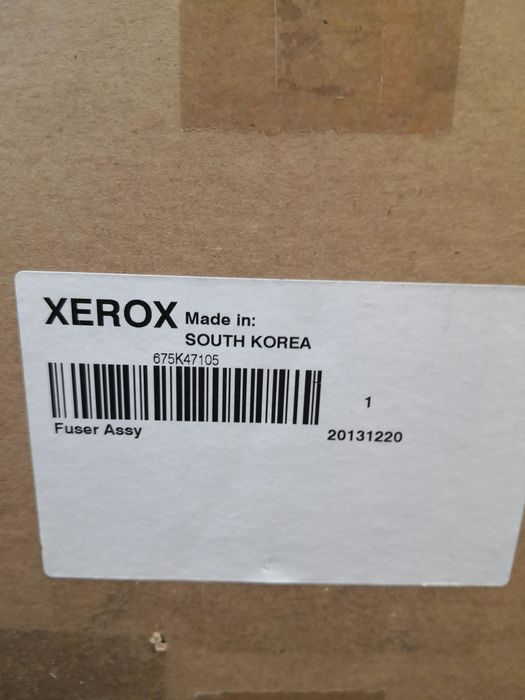 XEROX Made in:
SOUTH KOREA
675K47105
1
Fuser Assy
20131220